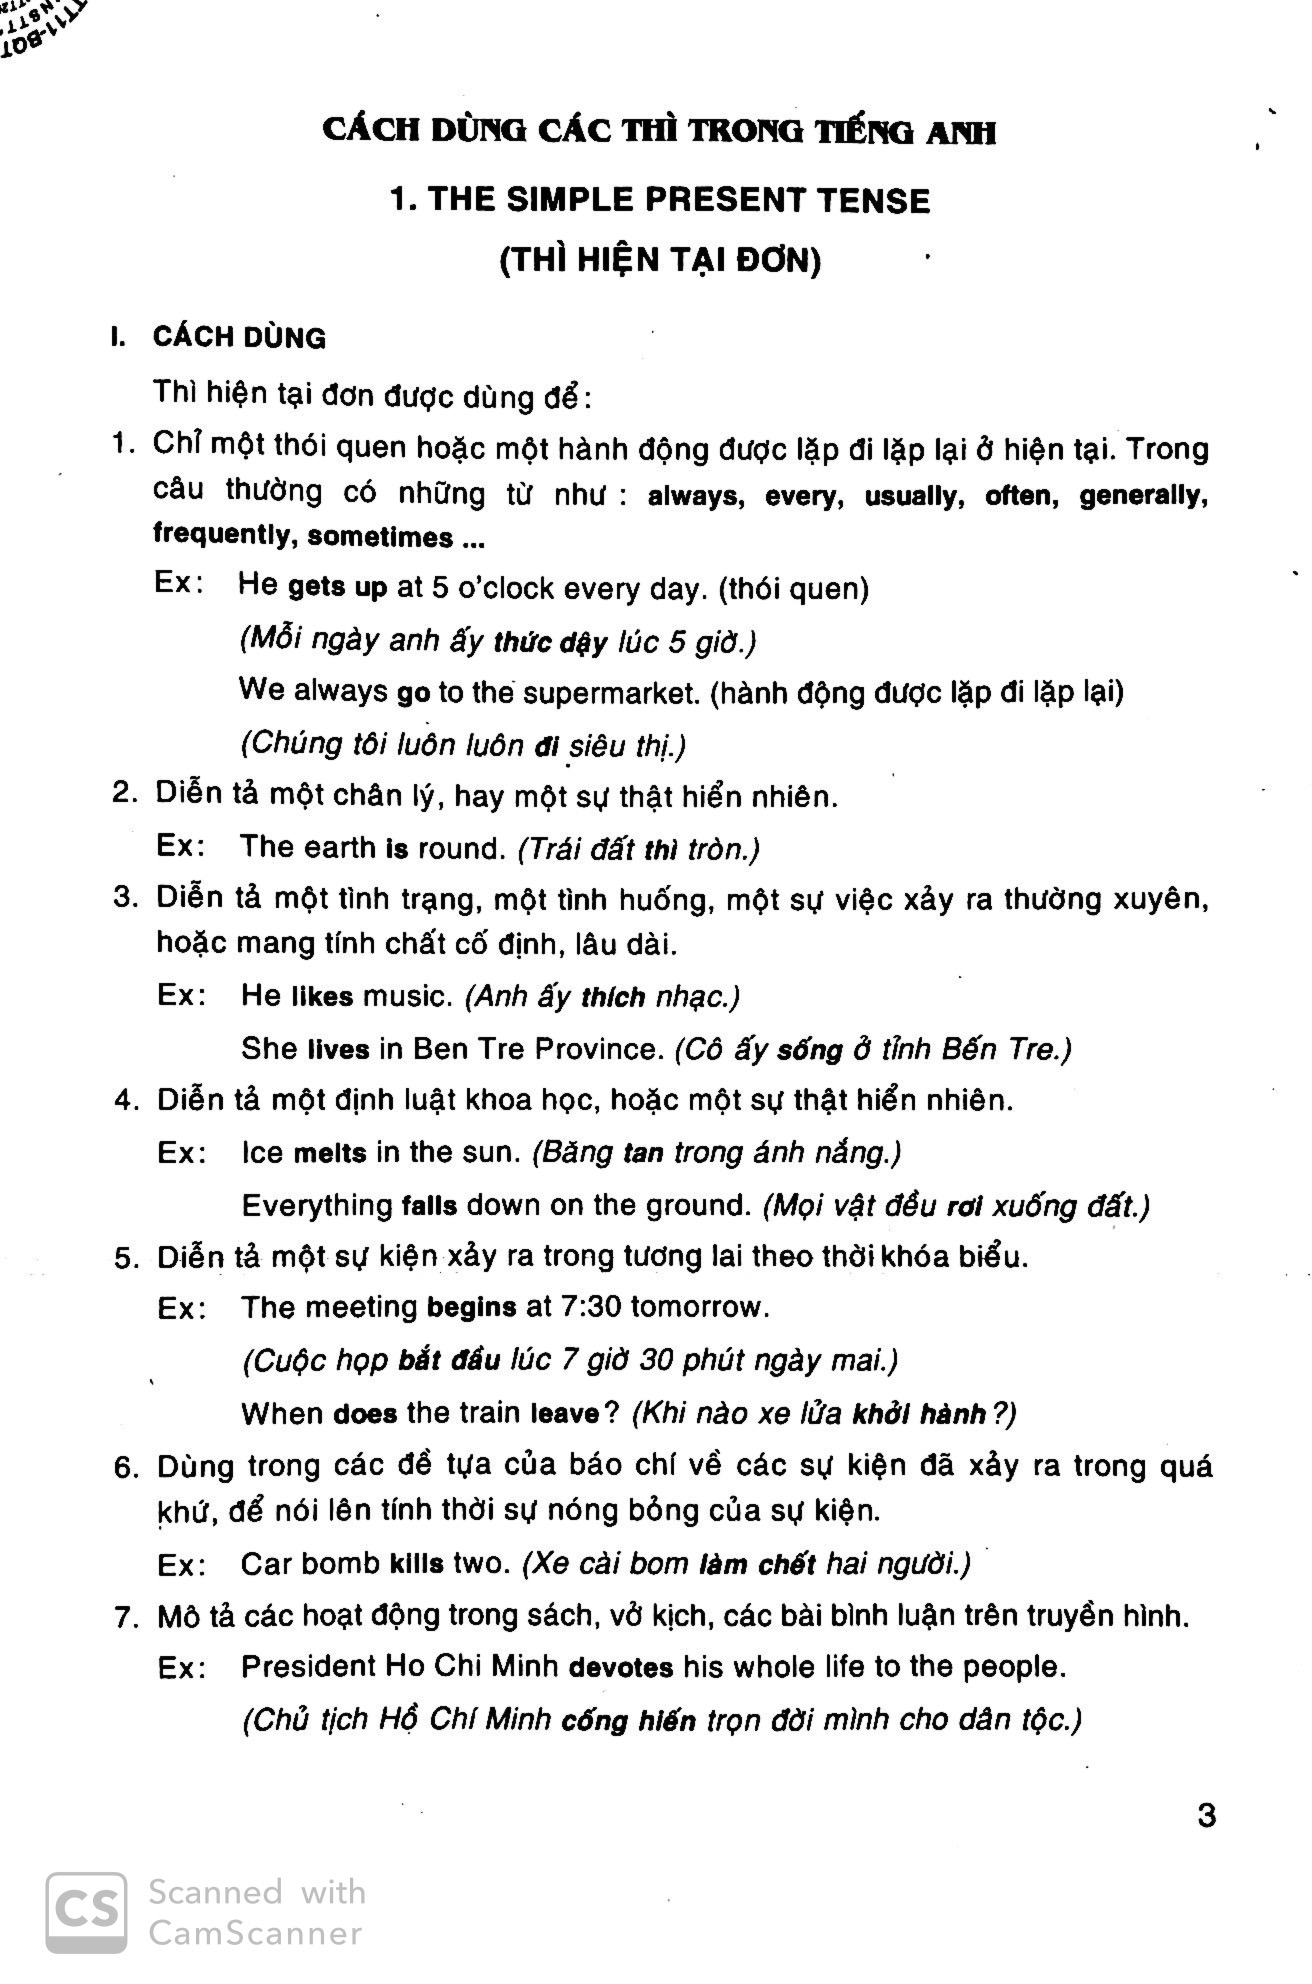 CÁCH DÙNG CÁC THÌ TRONG TIẾNG ANH
1. THE SIMPLE PRESENT TENSE
(THÌ HIỆN TẠI ĐƠN)
I. CÁCH DÙNG
Thì hiện tại đơn được dùng để:
1. Chỉ một thói quen hoặc một hành động được lặp đi lặp lại ở hiện tại. Trong
câu thường có những từ như : always, every, usually, often, generally,
frequently, sometimes ...
Ex: He gets up at 5 o'clock every day. (thói quen)
(Mỗi ngày anh ấy thức dậy lúc 5 giờ.)
We always go to the supermarket. (hành động được lặp đi lặp lại)
(Chúng tôi luôn luôn đi siêu thị.)
2. Diễn tả một chân lý, hay một sự thật hiển nhiên.
Ex: The earth is round. (Trái đất thì tròn.)
3. Diễn tả một tình trạng, một tình huống, một sự việc xảy ra thường xuyên,
hoặc mang tính chất cố định, lâu dài.
Ex: He likes music. (Anh ấy thích nhạc.)
She lives in Ben Tre Province. (Cô ấy sống ở tỉnh Bến Tre.)
4. Diễn tả một định luật khoa học, hoặc một sự thật hiển nhiên.
Ex: Ice melts in the sun. (Băng tan trong ánh nắng.)
Everything falls down on the ground. (Mọi vật đều rơi xuống đất.)
5. Diễn tả một sự kiện xảy ra trong tương lai theo thời khóa biểu.
Ex: The meeting begins at 7:30 tomorrow.
(Cuộc họp bắt đầu lúc 7 giờ 30 phút ngày mai.)
When does the train leave? (Khi nào xe lửa khởi hành?)
6. Dùng trong các đề tựa của báo chí về các sự kiện đã xảy ra trong quá
khứ, để nói lên tính thời sự nóng bỏng của sự kiện.
Ex: Car bomb kills two. (Xe cài bom làm chết hai người.)
7. Mô tả các hoạt động trong sách, vở kịch, các bài bình luận trên truyền hình.
Ex: President Ho Chi Minh devotes his whole life to the people.
(Chủ tịch Hồ Chí Minh cống hiến trọn đời mình cho dân tộc.)
3
CS Scanned with
CamScanner